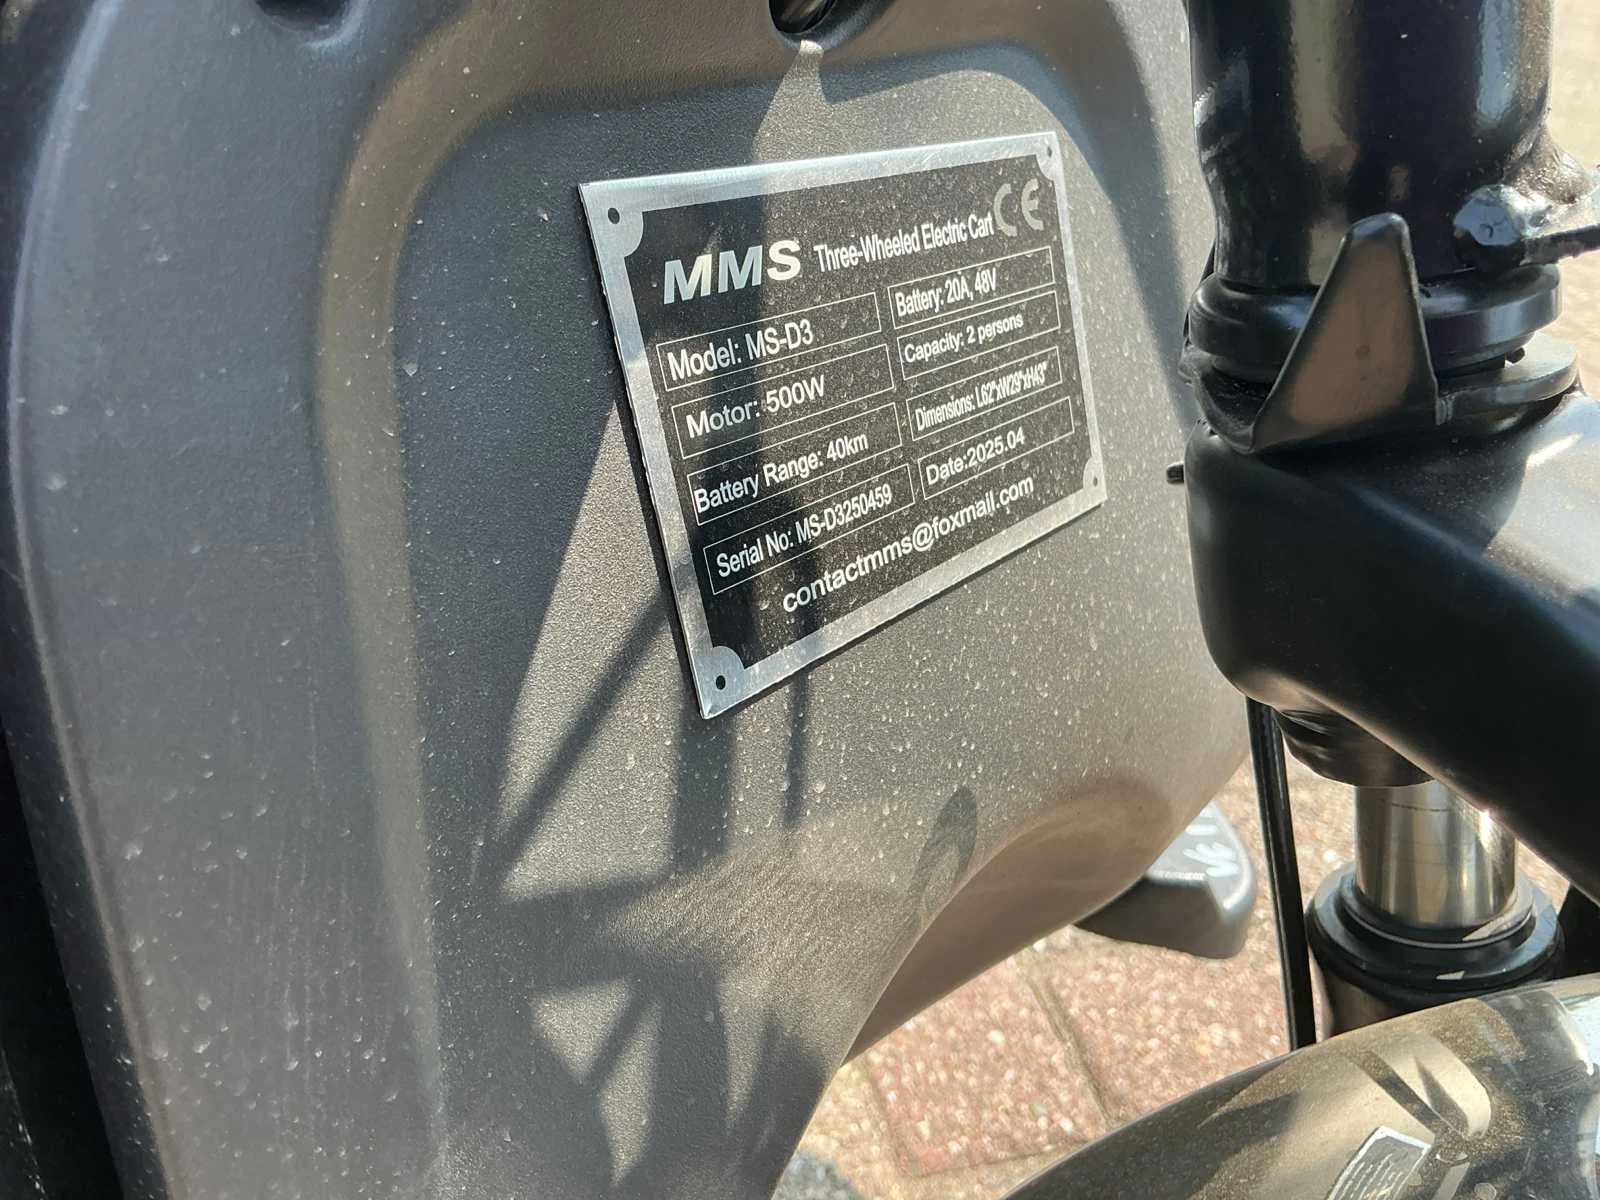 MMS Three-Wheeled Electric Cart CE
Model: MS-D3
Battery: 20A, 48V
Motor: 500W
Capacity: 2 persons
Battery Range: 40km
Dimensions: L62"xW29"xH43"
Serial No: MS-D3250459
Date:2025.04
contactmms@foxmail.com